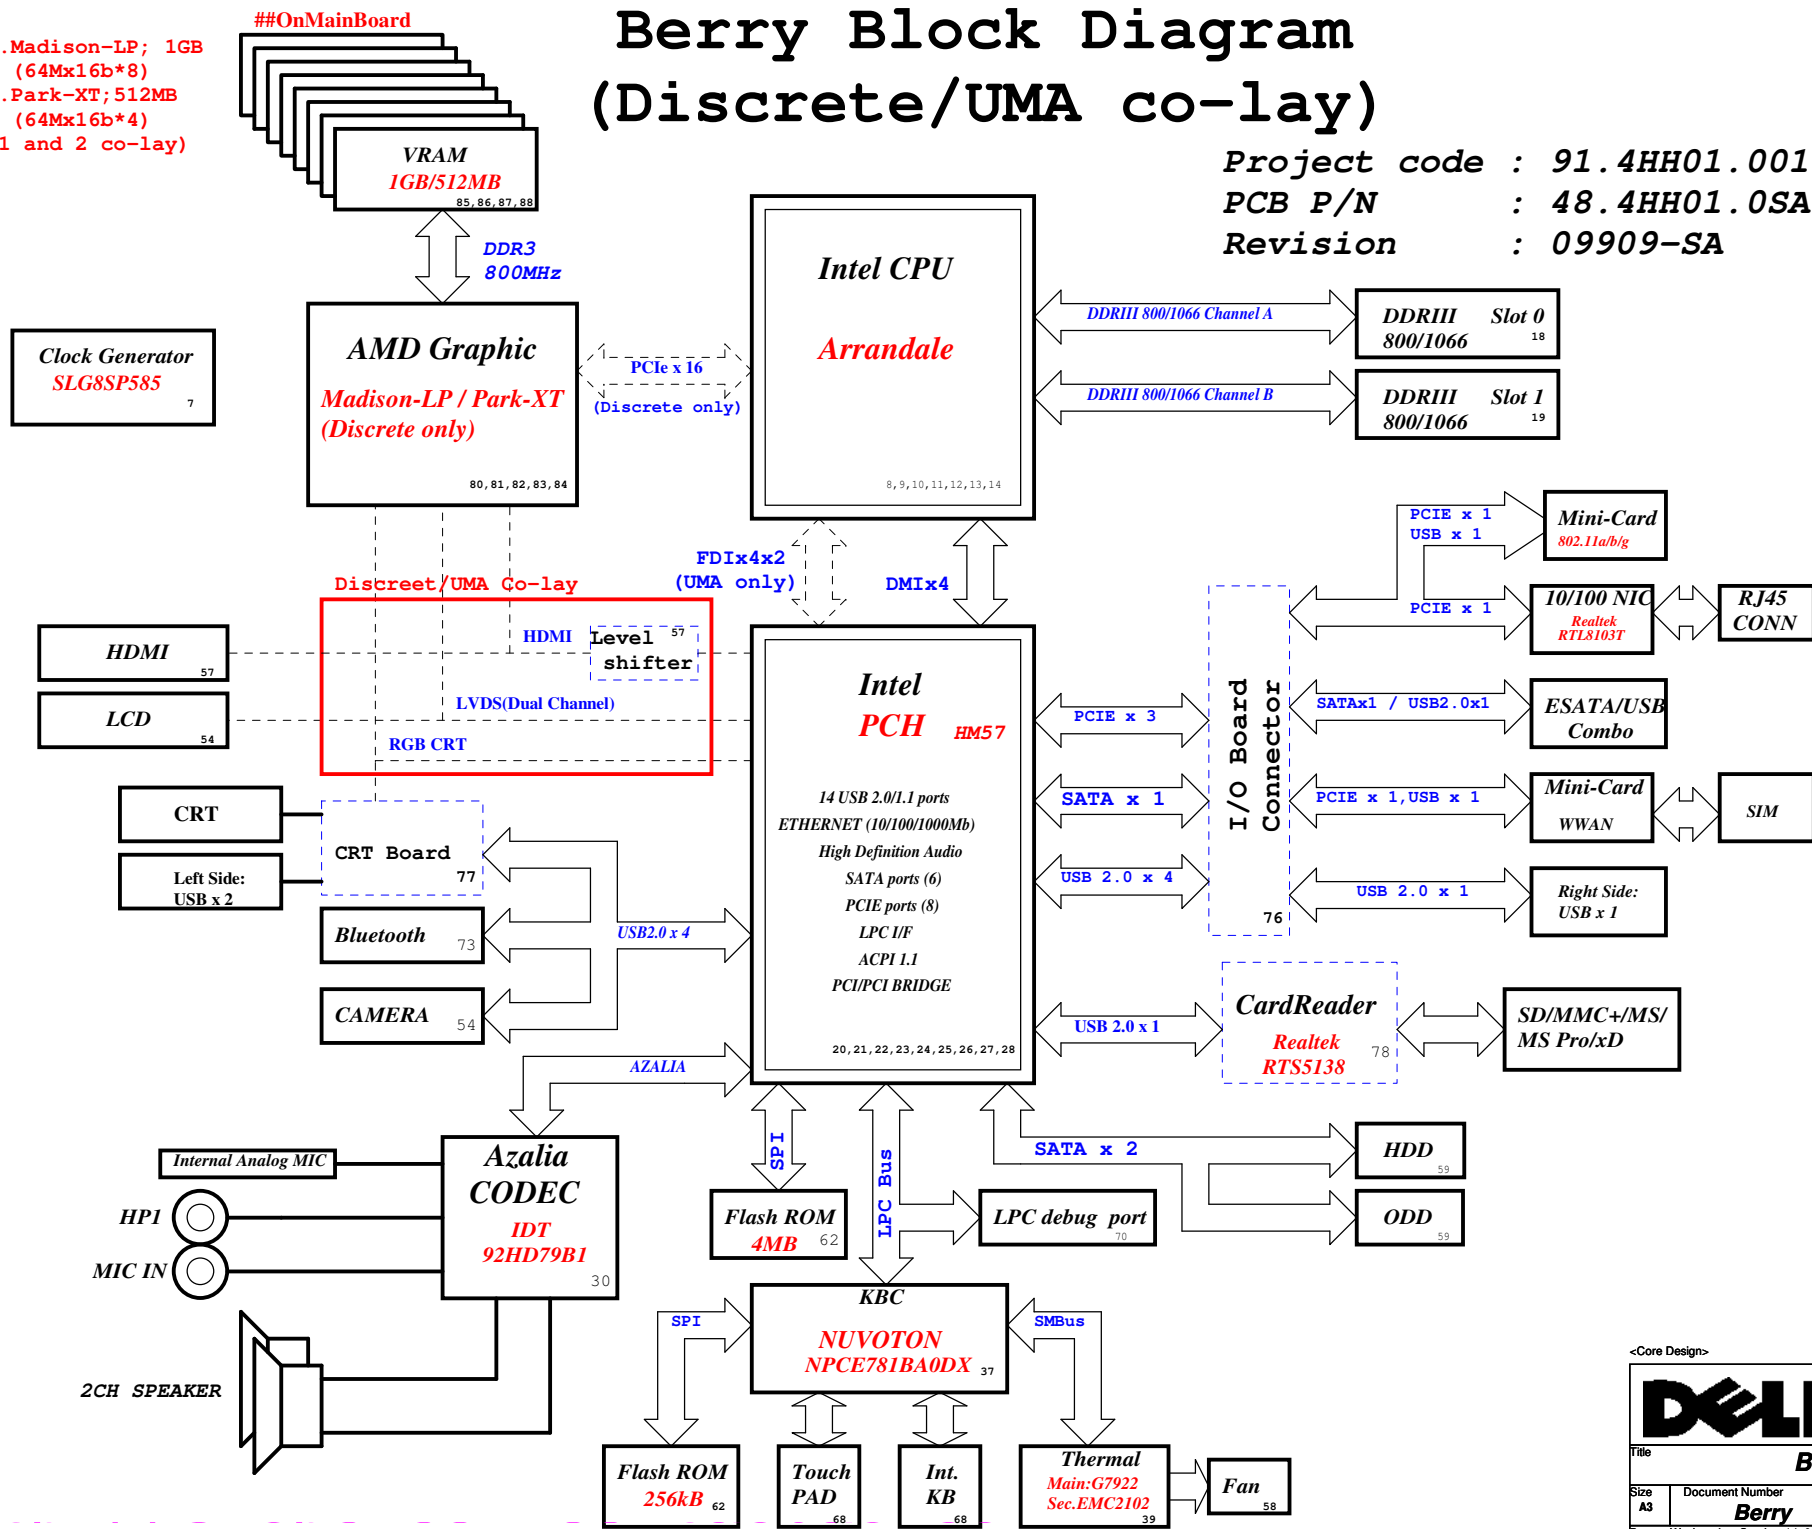 ##OnMainBoard
Berry Block Diagram
(Discrete/UMA co-lay)
.Madison-LP; 1GB
(64Mx16b*8)
.Park-XT;512MB
(64Mx16b*4)
1 and 2 co-lay)
VRAM
1GB/512MB
85,86,87,88
Project code : 91.4HH01.001
PCB P/N : 48.4HH01.0SA
Revision : 09909-SA
DDR3
800MHz
Intel CPU
Arrandale
8,9,10,11,12,13,14
Clock Generator
SLG8SP585
7
AMD Graphic
Madison-LP / Park-XT
(Discrete only)
80,81,82,83,84
PCIe x 16
(Discrete only)
DDRIII 800/1066 Channel A
DDRIII Slot 0
800/1066
18
DDRIII 800/1066 Channel B
DDRIII Slot 1
800/1066
19
FDIx4x2
(UMA only)
DMIx4
Discreet/UMA Co-lay
HDMI
Level
shifter
57
LVDS(Dual Channel)
RGB CRT
HDMI
57
LCD
54
CRT
Left Side:
USB x 2
CRT Board
77
Bluetooth
73
CAMERA
54
USB2.0 x 4
AZALIA
Intel
PCH HM57
14 USB 2.0/1.1 ports
ETHERNET (10/100/1000Mb)
High Definition Audio
SATA ports (6)
PCIE ports (8)
LPC I/F
ACPI 1.1
PCI/PCI BRIDGE
20,21,22,23,24,25,26,27,28
PCIE x 3
SATA x 1
USB 2.0 x 4
I/O Board
Connector
76
PCIE x 1
USB x 1
Mini-Card
802.11a/b/g
PCIE x 1
10/100 NIC
Realtek
RTL8103T
RJ45
CONN
SATAx1 / USB2.0x1
ESATA/USB
Combo
PCIE x 1,USB x 1
Mini-Card
WWAN
SIM
USB 2.0 x 1
Right Side:
USB x 1
USB 2.0 x 1
CardReader
Realtek
RTS5138
78
SD/MMC+/MS/
MS Pro/xD
Internal Analog MIC
HP1
MIC IN
2CH SPEAKER
Azalia
CODEC
IDT
92HD79B1
30
SPI
Flash ROM
4MB
62
LPC Bus
LPC debug port
70
SATA x 2
HDD
59
ODD
59
KBC
NUVOTON
NPCE781BA0DX
37
SPI
SMBus
Flash ROM
256kB
62
Touch
PAD
68
Int.
KB
68
Thermal
Main:G7922
Sec.EMC2102
39
Fan
58
<Core Design>
DELL
Title
B
Size
A3
Document Number
Berry